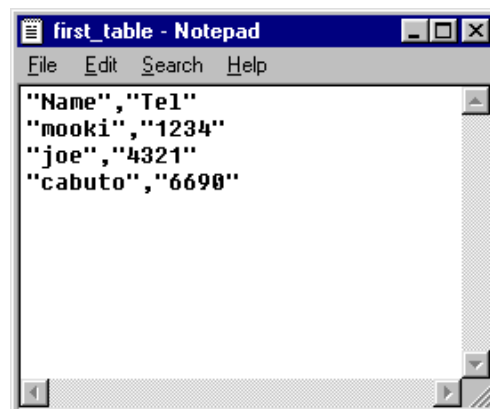 first_table - Notepad
File Edit Search Help
"Name","Tel"
"mooki","1234"
"joe","4321"
"cabuto","6690"